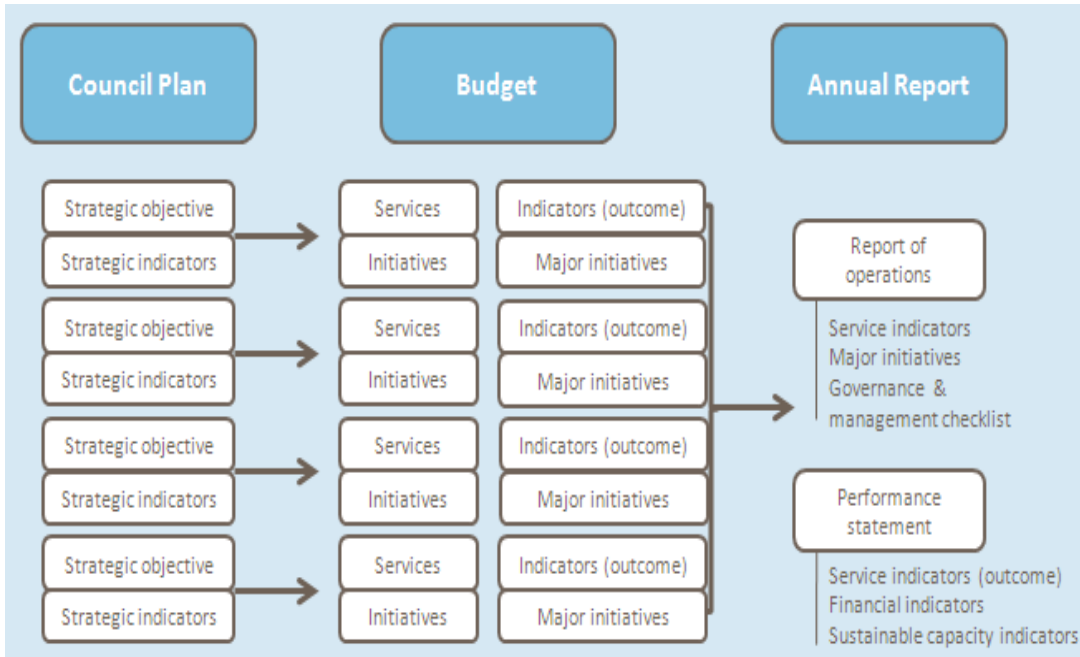 Council Plan
Budget
Annual Report
Strategic objective
Strategic indicators
Strategic objective
Strategic indicators
Strategic objective
Strategic indicators
Strategic objective
Strategic indicators
Services
Indicators (outcome)
Initiatives
Major initiatives
Services
Indicators (outcome)
Initiatives
Major initiatives
Services
Indicators (outcome)
Initiatives
Major initiatives
Services
Indicators (outcome)
Initiatives
Major initiatives
Report of
operations
Service indicators
Major initiatives
Governance &
management checklist
Performance
statement
Service indicators (outcome)
Financial indicators
Sustainable capacity indicators